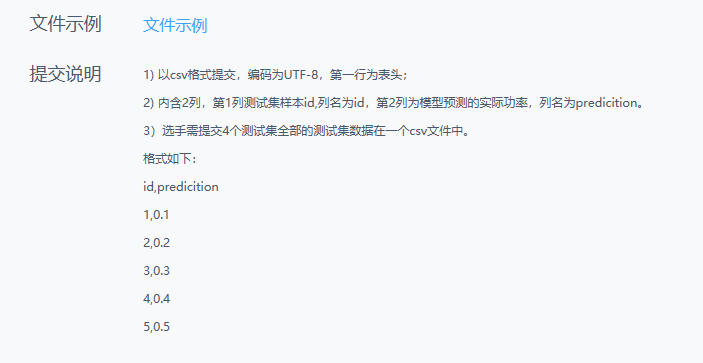 文件示例 文件示例
提交说明 1) 以csv格式提交，编码为UTF-8，第一行为表头；
2) 内含2列，第1列测试集样本id,列名为id，第2列为模型预测的实际功率，列名为predicition。
3）选手需提交4个测试集全部的测试集数据在一个csv文件中。
格式如下：
id,predicition
1,0.1
2,0.2
3,0.3
4,0.4
5,0.5